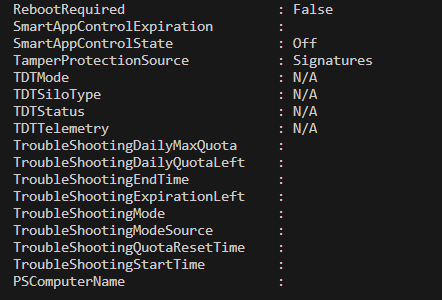 RebootRequired : False
SmartAppControlExpiration :
SmartAppControlState : Off
TamperProtectionSource : Signatures
TDTMode : N/A
TDTSiloType : N/A
TDTStatus : N/A
TDTTelemetry : N/A
TroubleShootingDailyMaxQuota :
TroubleShootingDailyQuotaLeft :
TroubleShootingEndTime :
TroubleShootingExpirationLeft :
TroubleShootingMode :
TroubleShootingModeSource :
TroubleShootingQuotaResetTime :
TroubleShootingStartTime :
PSComputerName :